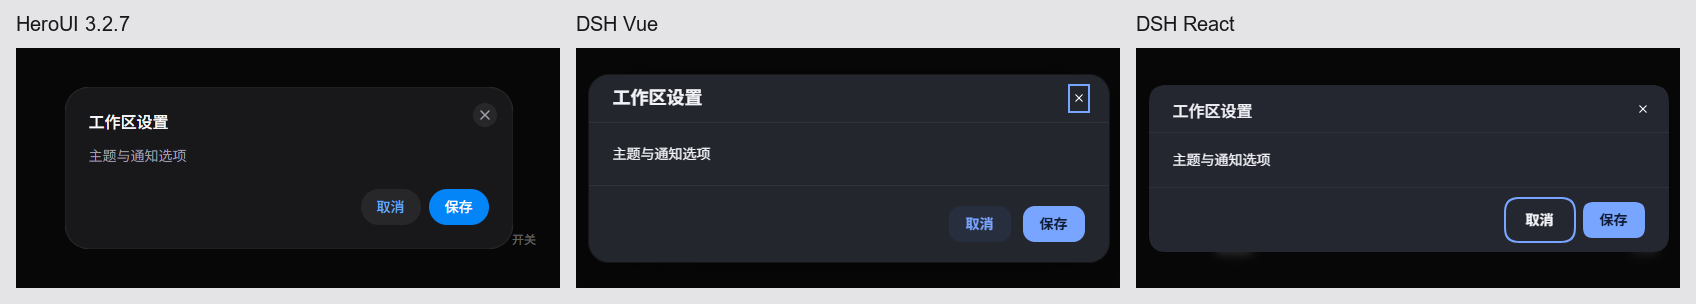 HeroUI 3.2.7
工作区设置
主题与通知选项
取消
保存
开关
DSH Vue
工作区设置
主题与通知选项
取消
保存
DSH React
工作区设置
主题与通知选项
取消
保存